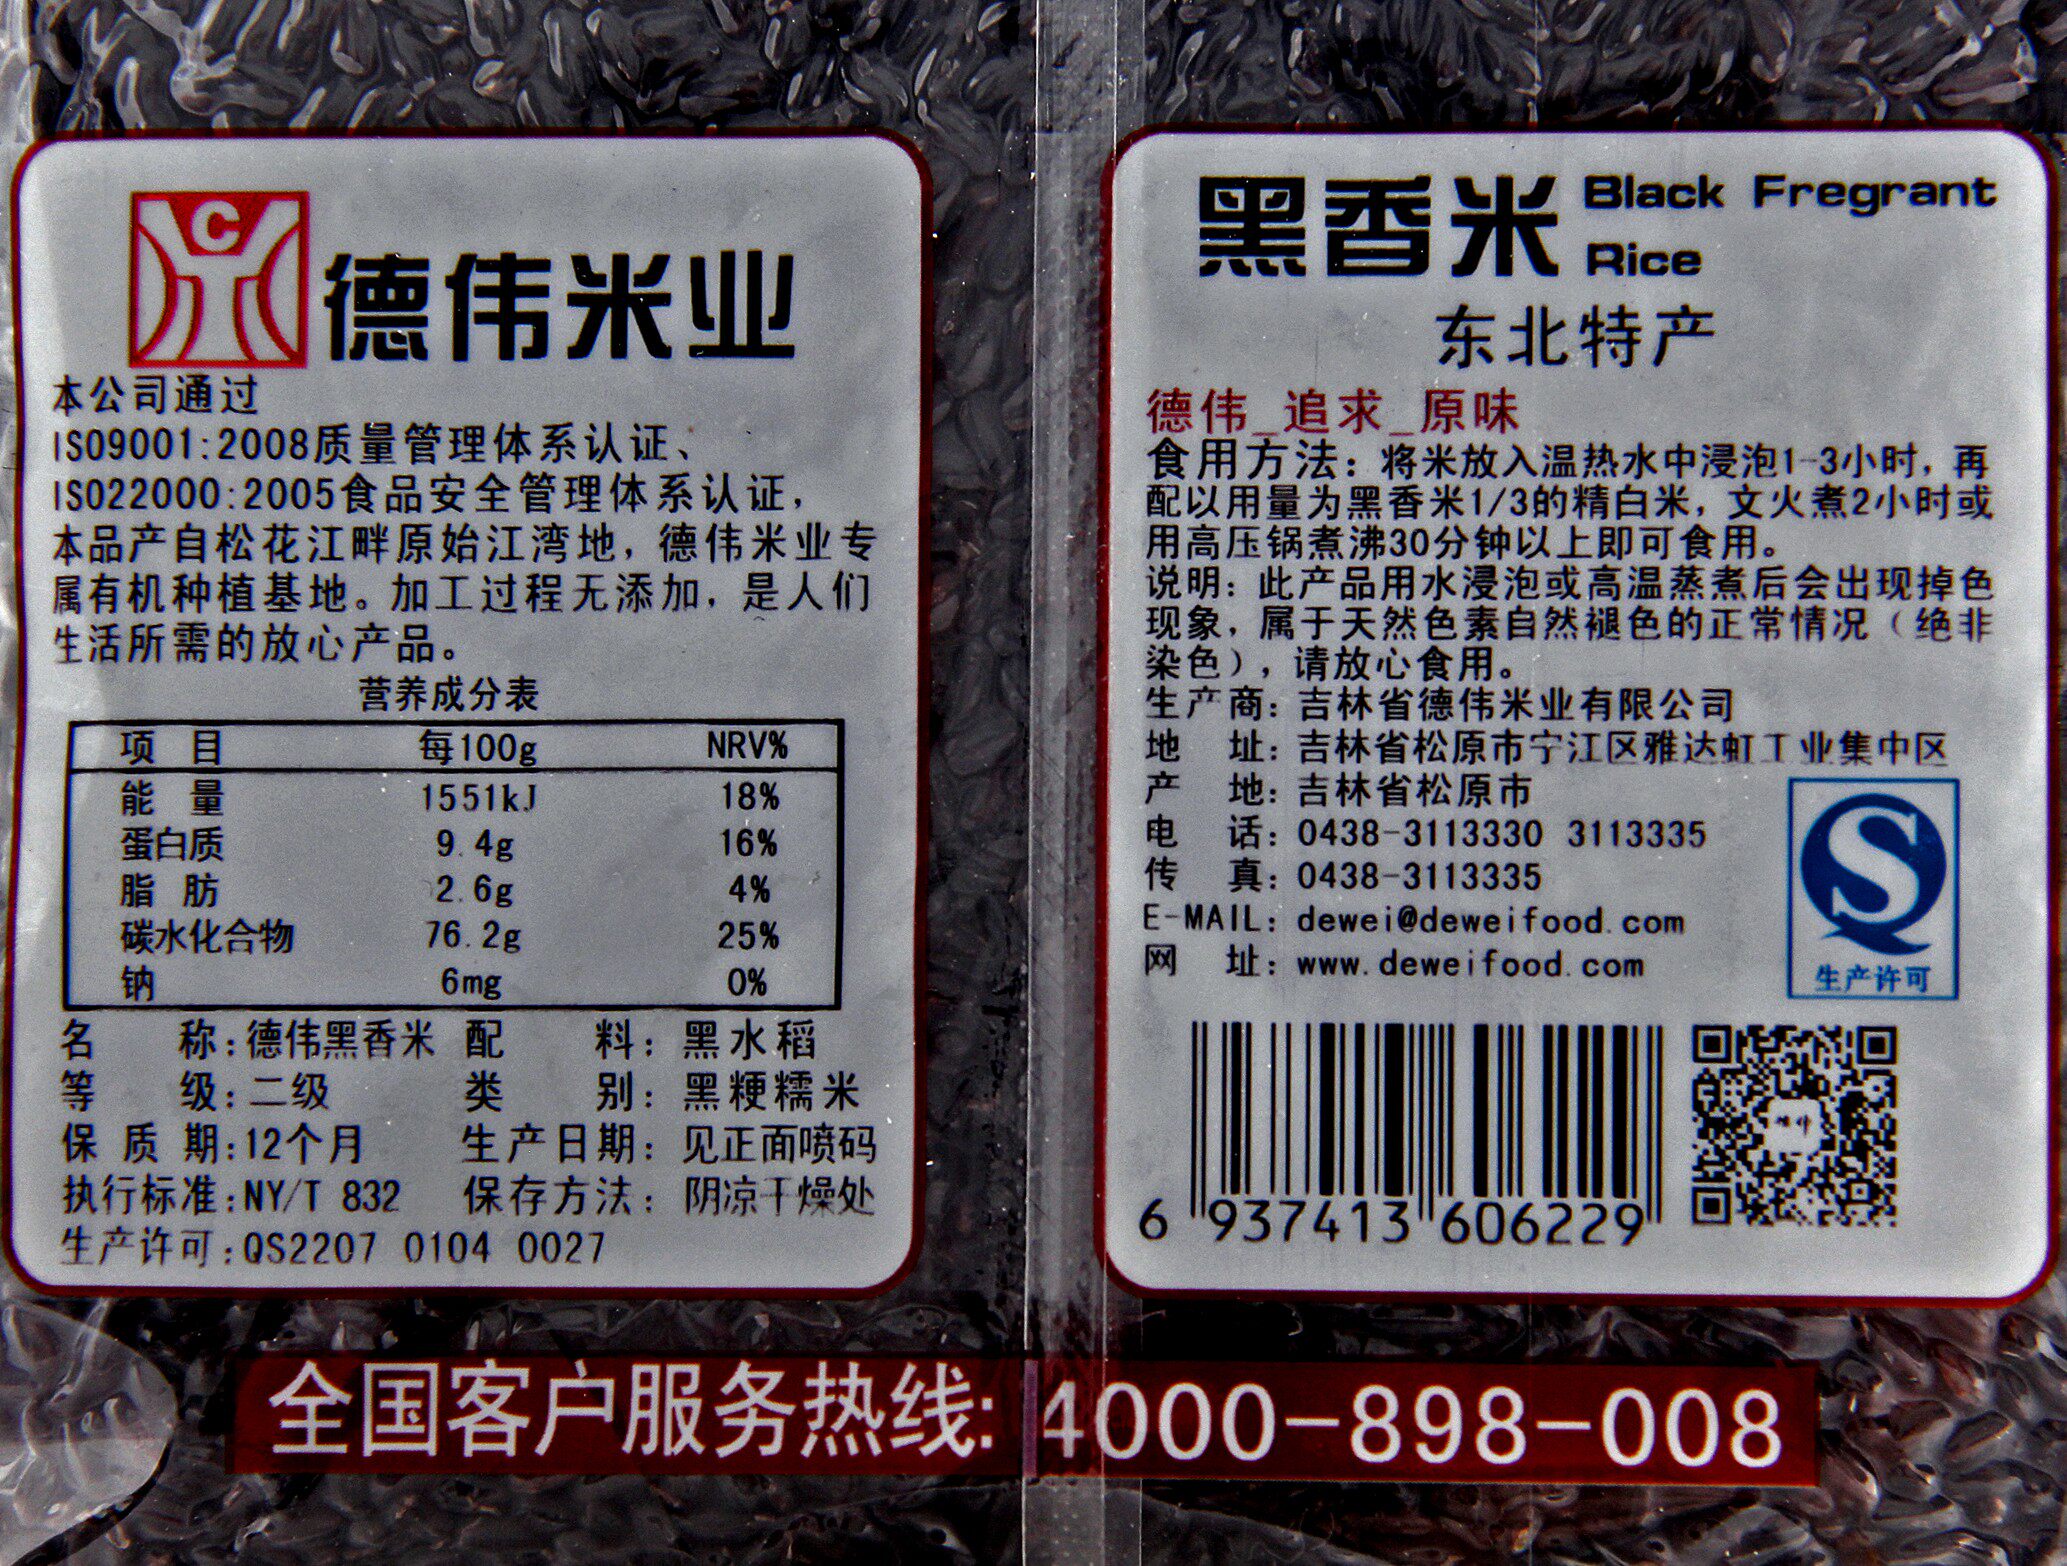 C
德伟米业
本公司通过
ISO9001:2008质量管理体系认证、
ISO22000:2005食品安全管理体系认证，
本品产自松花江畔原始江湾地，德伟米业专
属有机种植基地。加工过程无添加，是人们
生活所需的放心产品。
营养成分表
项 目 每100g NRV%
能 量 1551kJ 18%
蛋白质 9.4g 16%
脂 肪 2.6g 4%
碳水化合物 76.2g 25%
钠 6mg 0%
名 称：德伟黑香米 配 料：黑水稻
等 级：二级 类 别：黑粳糯米
保 质 期：12个月 生产日期：见正面喷码
执行标准：NY/T 832 保存方法：阴凉干燥处
生产许可：QS2207 0104 0027
黑香米 Black Fregrant
Rice
东北特产
德伟_追求_原味
食用方法：将米放入温热水中浸泡1-3小时，再
配以用量为黑香米1/3的精白米，文火煮2小时或
用高压锅煮沸30分钟以上即可食用。
说明：此产品用水浸泡或高温蒸煮后会出现掉色
现象，属于天然色素自然褪色的正常情况（绝非
染色），请放心食用。
生产商：吉林省德伟米业有限公司
地 址：吉林省松原市宁江区雅达虹工业集中区
产 地：吉林省松原市
电 话：0438-3113330 3113335
传 真：0438-3113335
E-MAIL：dewei@deweifood.com
网 址：www.deweifood.com
生产许可
6 937413 606229
全国客户服务热线：4000-898-008